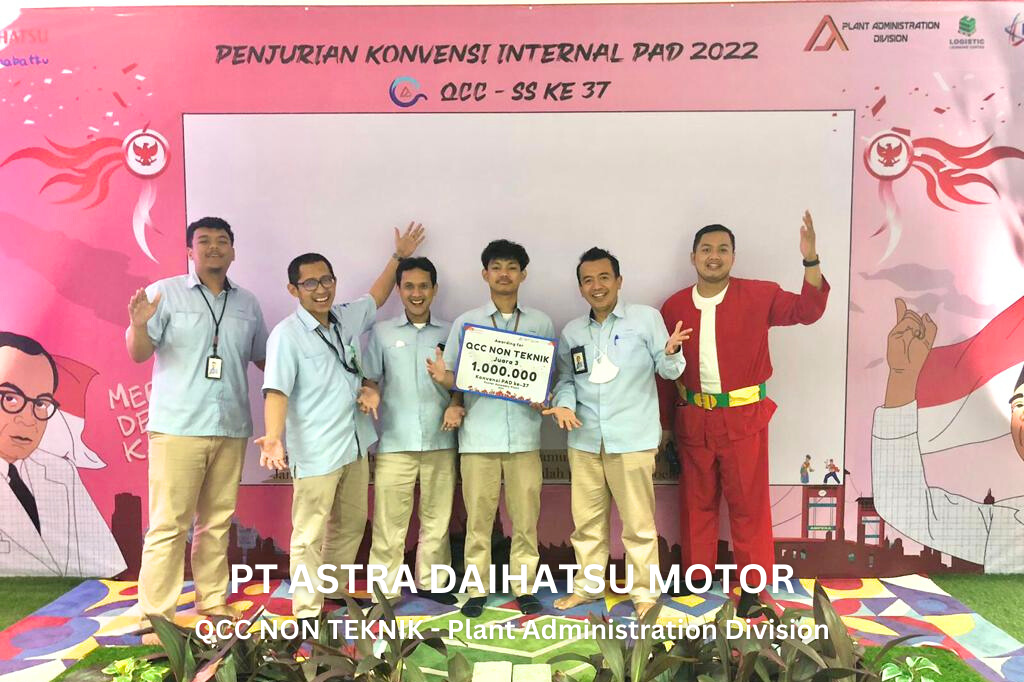 PENJURIAN KONVENSI INTERNAL PAD 2022
QCC - SS KE 37
PLANT ADMINISTRATION
DIVISION
LOGISTIC
Awarding for
QCC NON TEKNIK
Juara 3
1.000.000
Konvensi PAD ke-37
PT ASTRA DAIHATSU MOTOR
QCC NON TEKNIK - Plant Administration Division